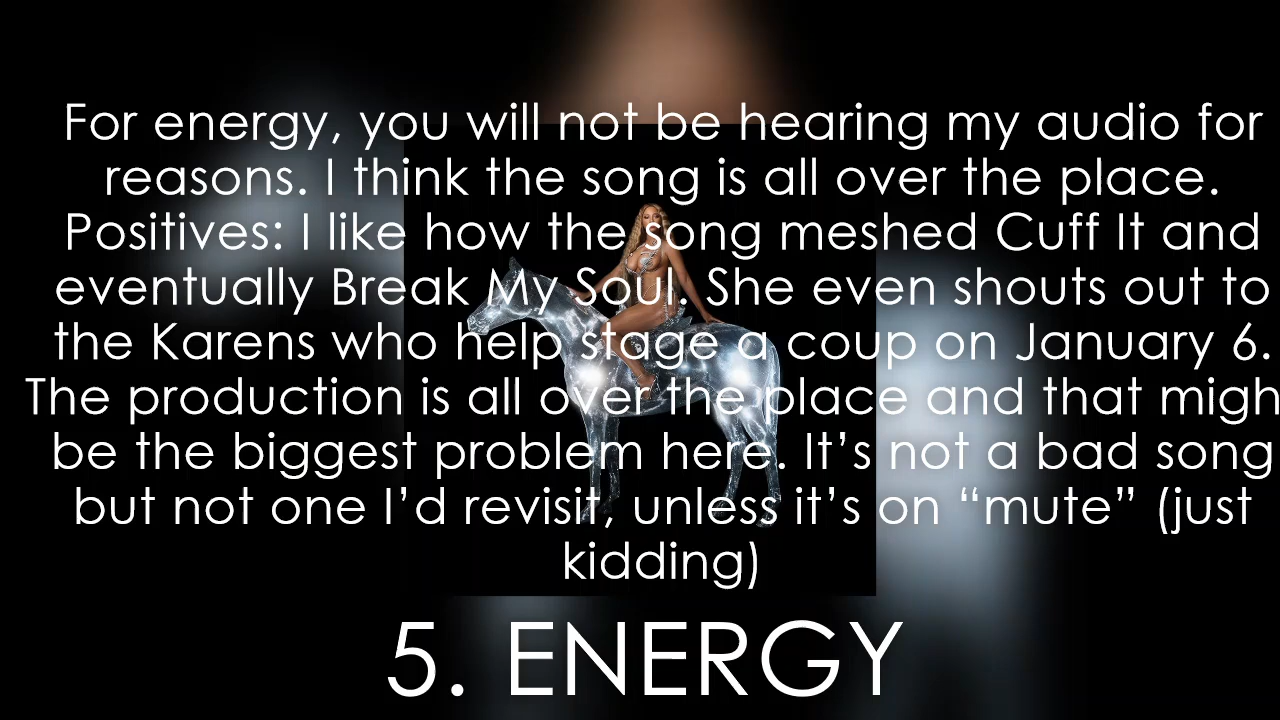 For energy, you will not be hearing my audio for
reasons. I think the song is all over the place.
Positives: I like how the song meshed Cuff It and
eventually Break My Soul. She even shouts out to
the Karens who help stage a coup on January 6.
The production is all over the place and that migh
be the biggest problem here. It’s not a bad song
but not one I’d revisit, unless it’s on “mute” (just
kidding)
5. ENERGY